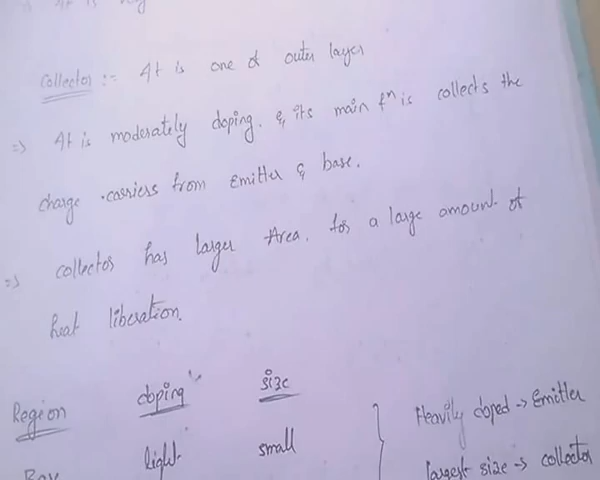 Collector :- It is one of outer layer
=> It is moderately doping. & its main fⁿ is collects the
charge carriers from Emitter & base.
=> collector has larger Area. for a large amount of
heat liberation.
Region doping size
light small
Heavily doped → Emitter
largest size → collector